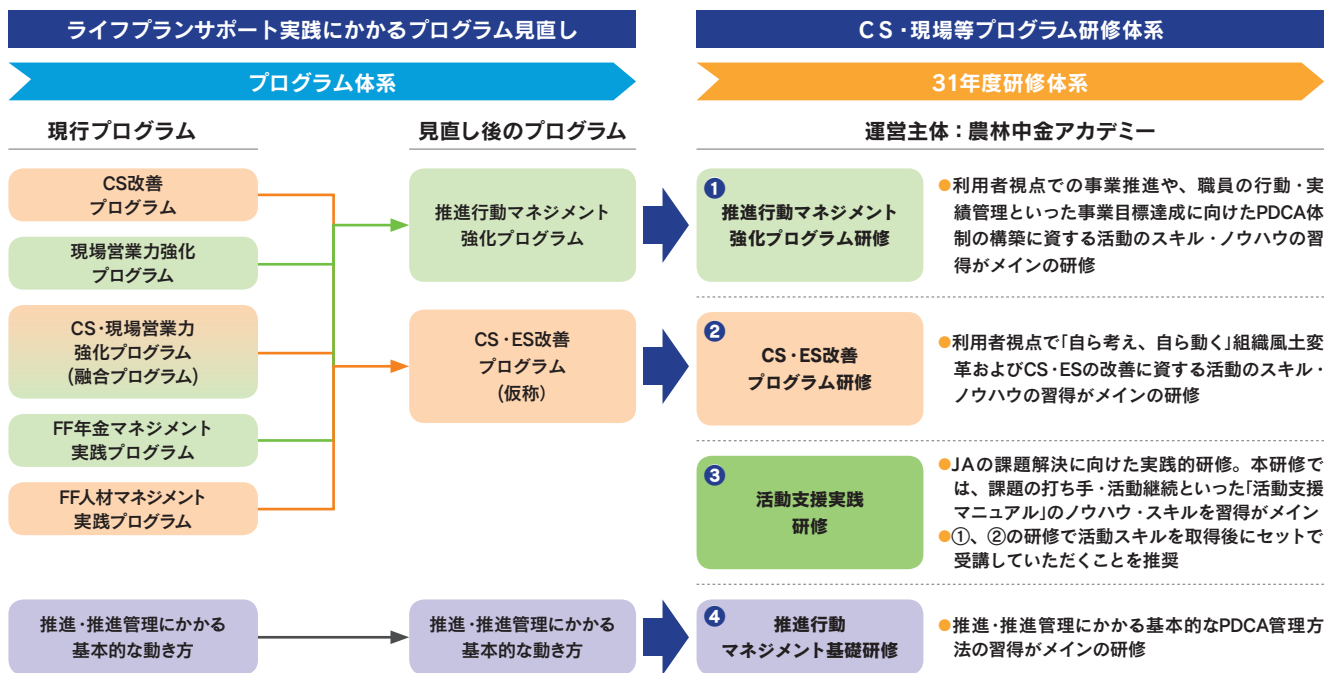 ライフプランサポート実践にかかるプログラム見直し
プログラム体系
現行プログラム
見直し後のプログラム
CS改善
プログラム
現場営業力強化
プログラム
CS・現場営業力
強化プログラム
(融合プログラム)
FF年金マネジメント
実践プログラム
FF人材マネジメント
実践プログラム
推進・推進管理にかかる
基本的な動き方
推進行動マネジメント
強化プログラム
CS・ES改善
プログラム
(仮称)
推進・推進管理にかかる
基本的な動き方
CS・現場等プログラム研修体系
31年度研修体系
運営主体：農林中金アカデミー
❶
推進行動マネジメント
強化プログラム研修
●利用者視点での事業推進や、職員の行動・実
績管理といった事業目標達成に向けたPDCA体
制の構築に資する活動のスキル・ノウハウの習
得がメインの研修
❷
CS・ES改善
プログラム研修
●利用者視点で「自ら考え、自ら動く」組織風土変
革およびCS・ESの改善に資する活動のスキル・
ノウハウの習得がメインの研修
❸
活動支援実践
研修
●JAの課題解決に向けた実践的研修。本研修で
は、課題の打ち手・活動継続といった「活動支援
マニュアル」のノウハウ・スキルを習得がメイン
●①、②の研修で活動スキルを取得後にセットで
受講していただくことを推奨
❹
推進行動
マネジメント基礎研修
●推進・推進管理にかかる基本的なPDCA管理方
法の習得がメインの研修